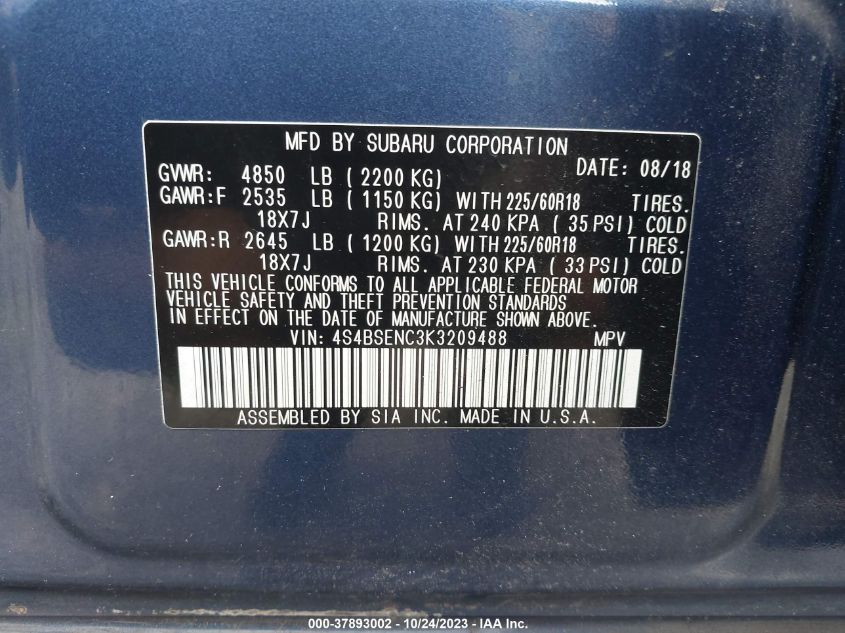 MFD BY SUBARU CORPORATION
GVWR: 4850 LB ( 2200 KG) DATE: 08/18
GAWR:F 2535 LB ( 1150 KG) WITH 225/60R18 TIRES.
18X7J RIMS. AT 240 KPA ( 35 PSI) COLD
GAWR:R 2645 LB ( 1200 KG) WITH 225/60R18 TIRES.
18X7J RIMS. AT 230 KPA ( 33 PSI) COLD
THIS VEHICLE CONFORMS TO ALL APPLICABLE FEDERAL MOTOR
VEHICLE SAFETY AND THEFT PREVENTION STANDARDS
IN EFFECT ON THE DATE OF MANUFACTURE SHOWN ABOVE.
VIN: 4S4BSENC3K3209488 MPV
ASSEMBLED BY SIA INC. MADE IN U.S.A.
000-37893002 - 10/24/2023 - IAA Inc.